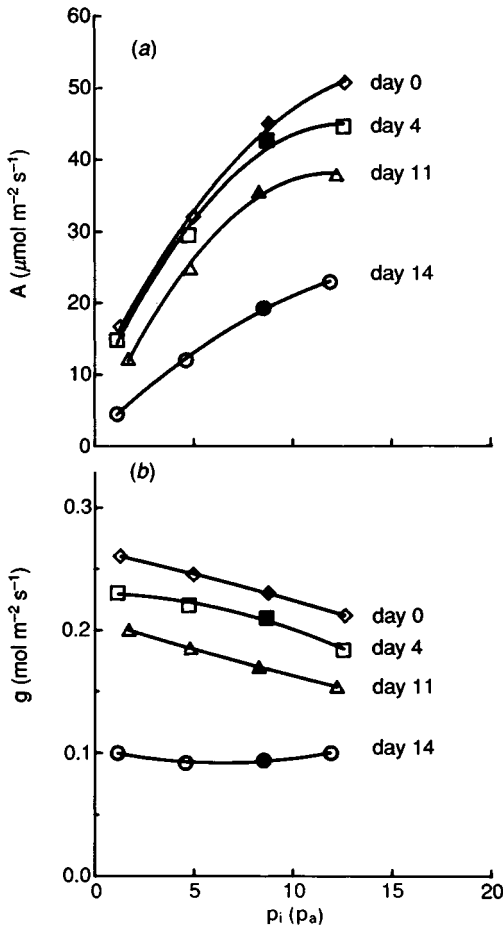 60
(a)
day 0
50
day 4
40
day 11
30
20
day 14
10
0
A (μmol m⁻² s⁻¹)
(b)
0.3
day 0
0.2
day 4
day 11
0.1
day 14
0.0
g (mol m⁻² s⁻¹)
0 5 10 15 20
pᵢ (pₐ)